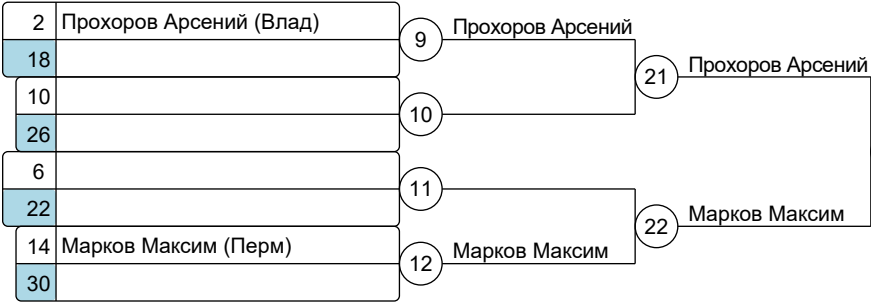 2 Прохоров Арсений (Влад)
9 Прохоров Арсений
18
21 Прохоров Арсений
10
10
26
6
11
22
22 Марков Максим
14 Марков Максим (Перм)
12 Марков Максим
30